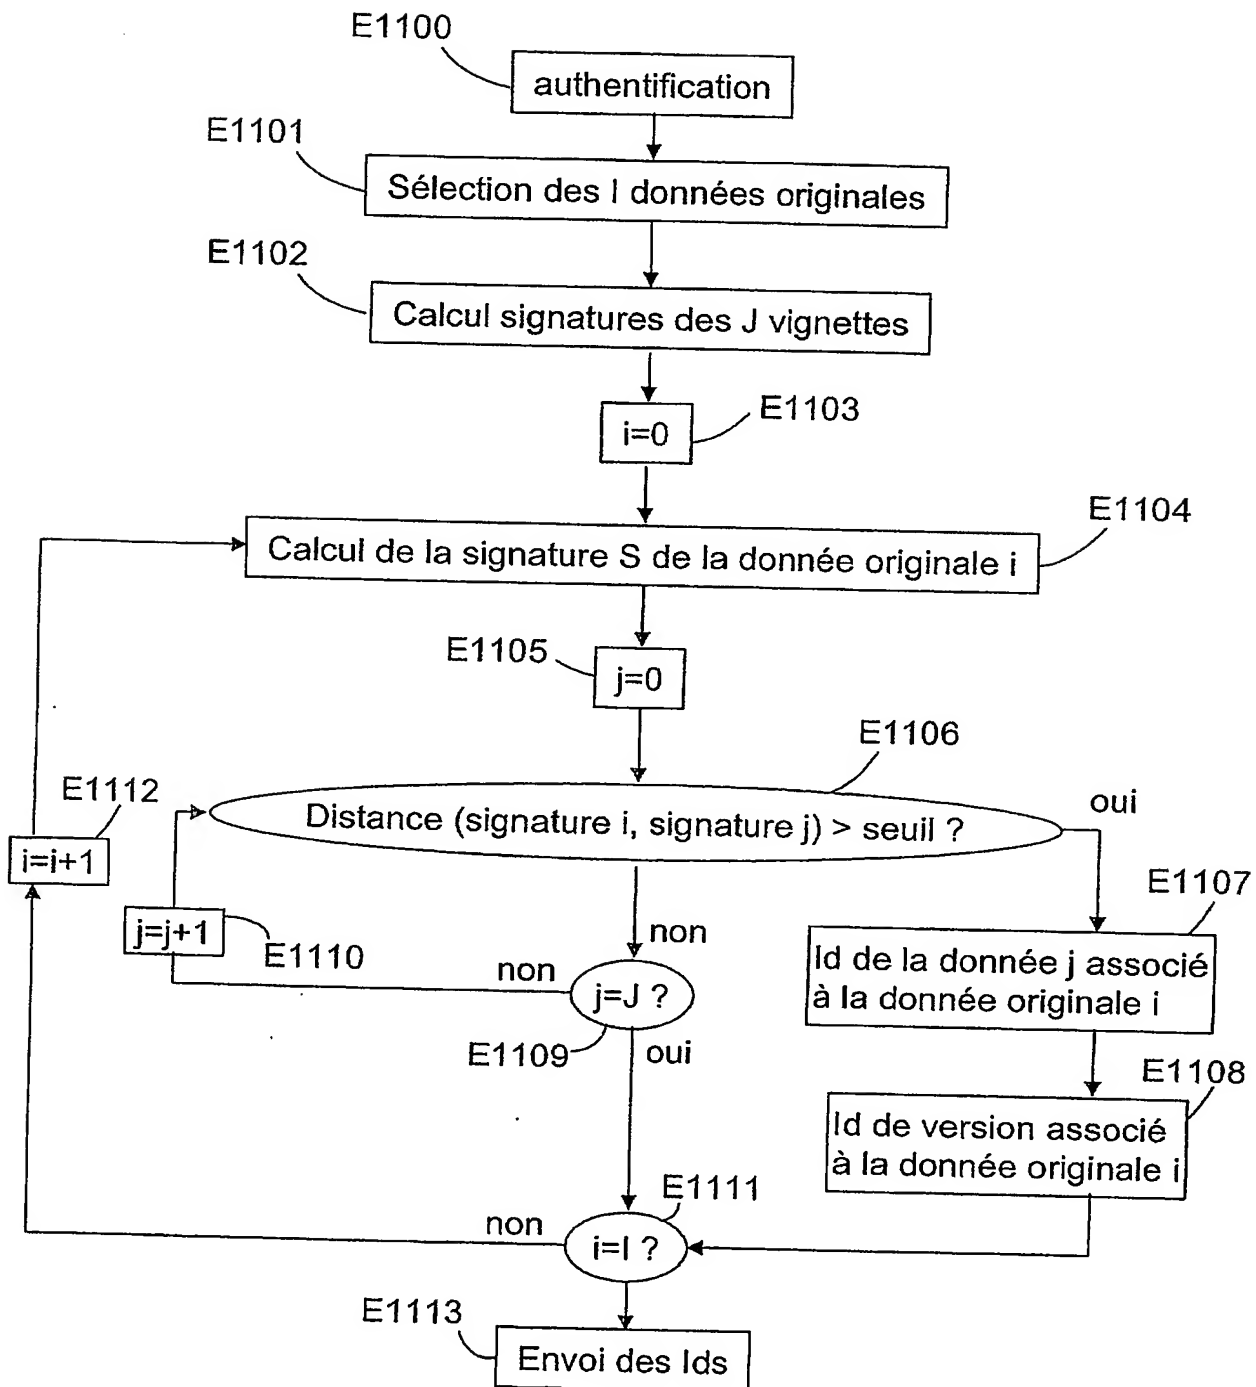 E1100
authentification
E1101
Sélection des I données originales
E1102
Calcul signatures des J vignettes
E1103
i=0
E1104
Calcul de la signature S de la donnée originale i
E1105
j=0
E1106
Distance (signature i, signature j) > seuil ?
oui
E1112
i=i+1
E1107
Id de la donnée j associé
à la donnée originale i
j=j+1
E1110
non
non
j=J ?
E1109
oui
E1108
Id de version associé
à la donnée originale i
E1111
non
i=I ?
E1113
Envoi des Ids